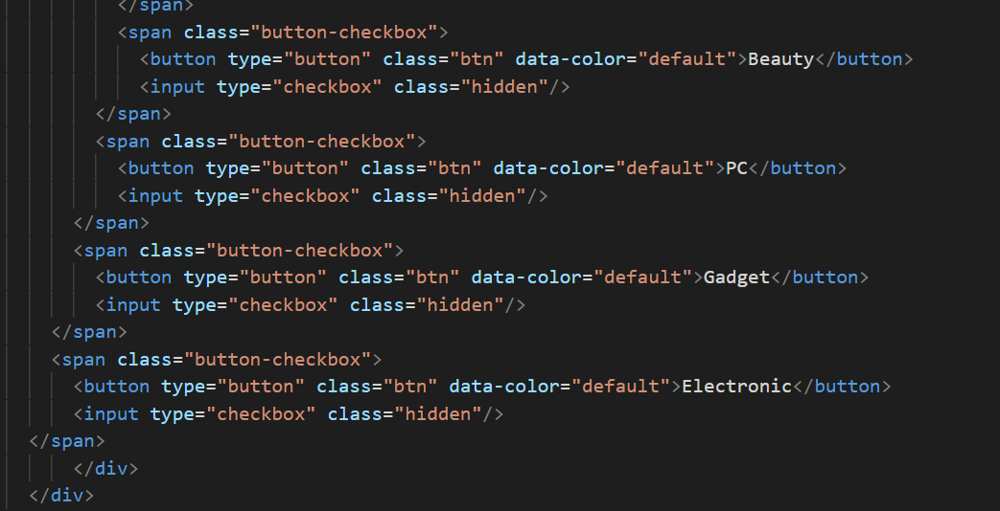 </span>
<span class="button-checkbox">
<button type="button" class="btn" data-color="default">Beauty</button>
<input type="checkbox" class="hidden"/>
</span>
<span class="button-checkbox">
<button type="button" class="btn" data-color="default">PC</button>
<input type="checkbox" class="hidden"/>
</span>
<span class="button-checkbox">
<button type="button" class="btn" data-color="default">Gadget</button>
<input type="checkbox" class="hidden"/>
</span>
<span class="button-checkbox">
<button type="button" class="btn" data-color="default">Electronic</button>
<input type="checkbox" class="hidden"/>
</span>
</div>
</div>